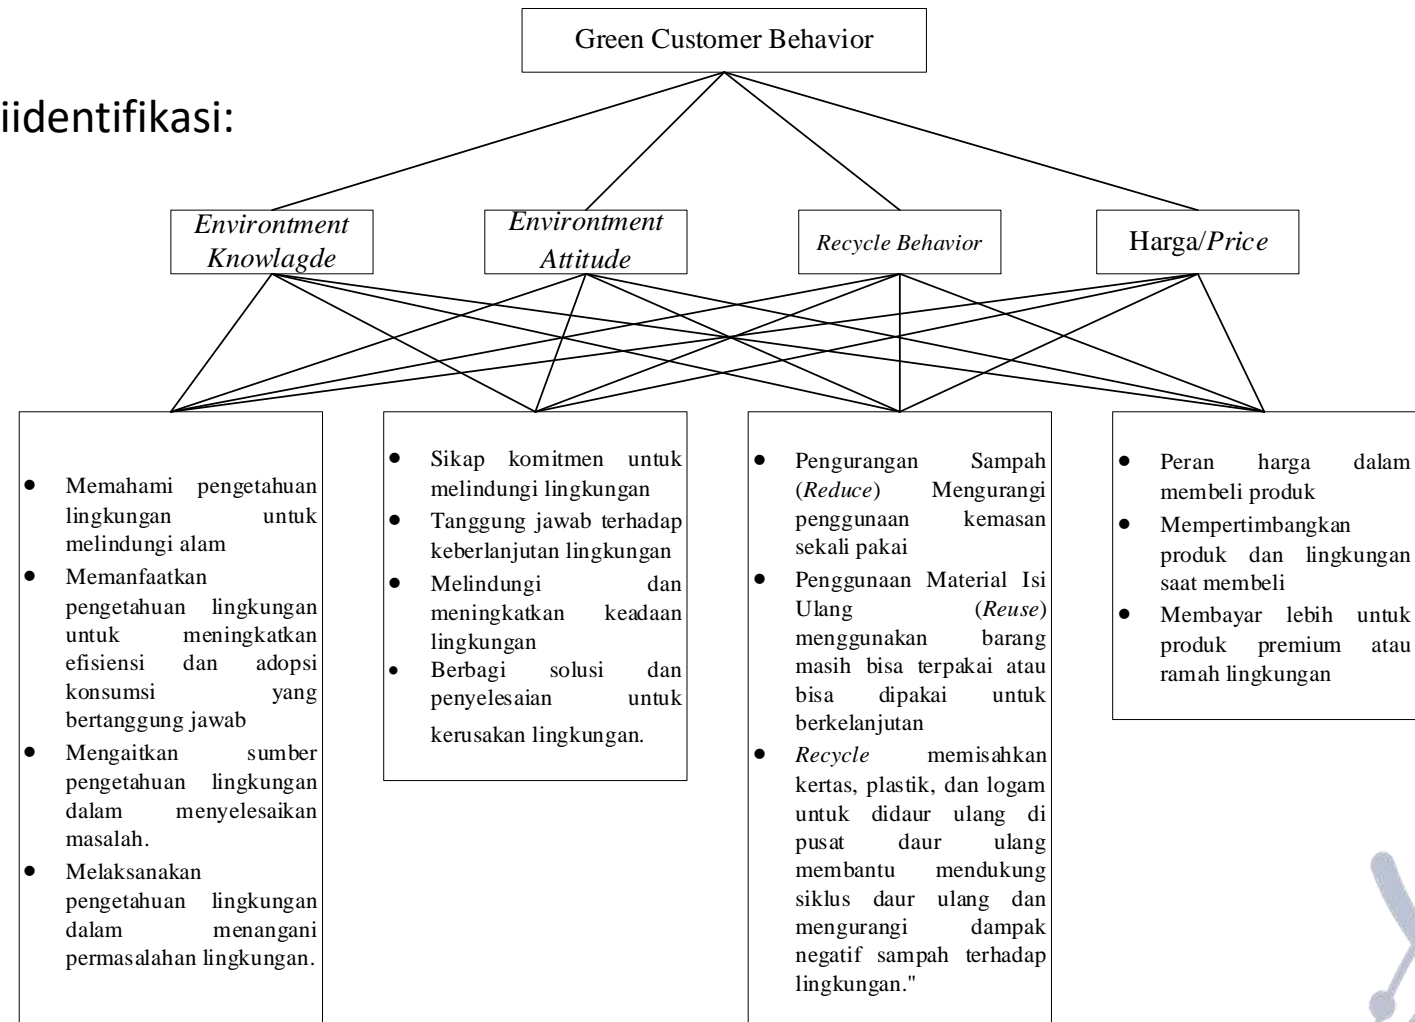 Green Customer Behavior
iidentifikasi:
Environtment
Knowlagde
Environtment
Attitude
Recycle Behavior
Harga/Price
● Memahami pengetahuan
lingkungan untuk
melindungi alam
● Memanfaatkan
pengetahuan lingkungan
untuk meningkatkan
efisiensi dan adopsi
konsumsi yang
bertanggung jawab
● Mengaitkan sumber
pengetahuan lingkungan
dalam menyelesaikan
masalah.
● Melaksanakan
pengetahuan lingkungan
dalam menangani
permasalahan lingkungan.
● Sikap komitmen untuk
melindungi lingkungan
● Tanggung jawab terhadap
keberlanjutan lingkungan
● Melindungi dan
meningkatkan keadaan
lingkungan
● Berbagi solusi dan
penyelesaian untuk
kerusakan lingkungan.
● Pengurangan Sampah
(Reduce) Mengurangi
penggunaan kemasan
sekali pakai
● Penggunaan Material Isi
Ulang (Reuse)
menggunakan barang
masih bisa terpakai atau
bisa dipakai untuk
berkelanjutan
● Recycle memisahkan
kertas, plastik, dan logam
untuk didaur ulang di
pusat daur ulang
membantu mendukung
siklus daur ulang dan
mengurangi dampak
negatif sampah terhadap
lingkungan."
● Peran harga dalam
membeli produk
● Mempertimbangkan
produk dan lingkungan
saat membeli
● Membayar lebih untuk
produk premium atau
ramah lingkungan